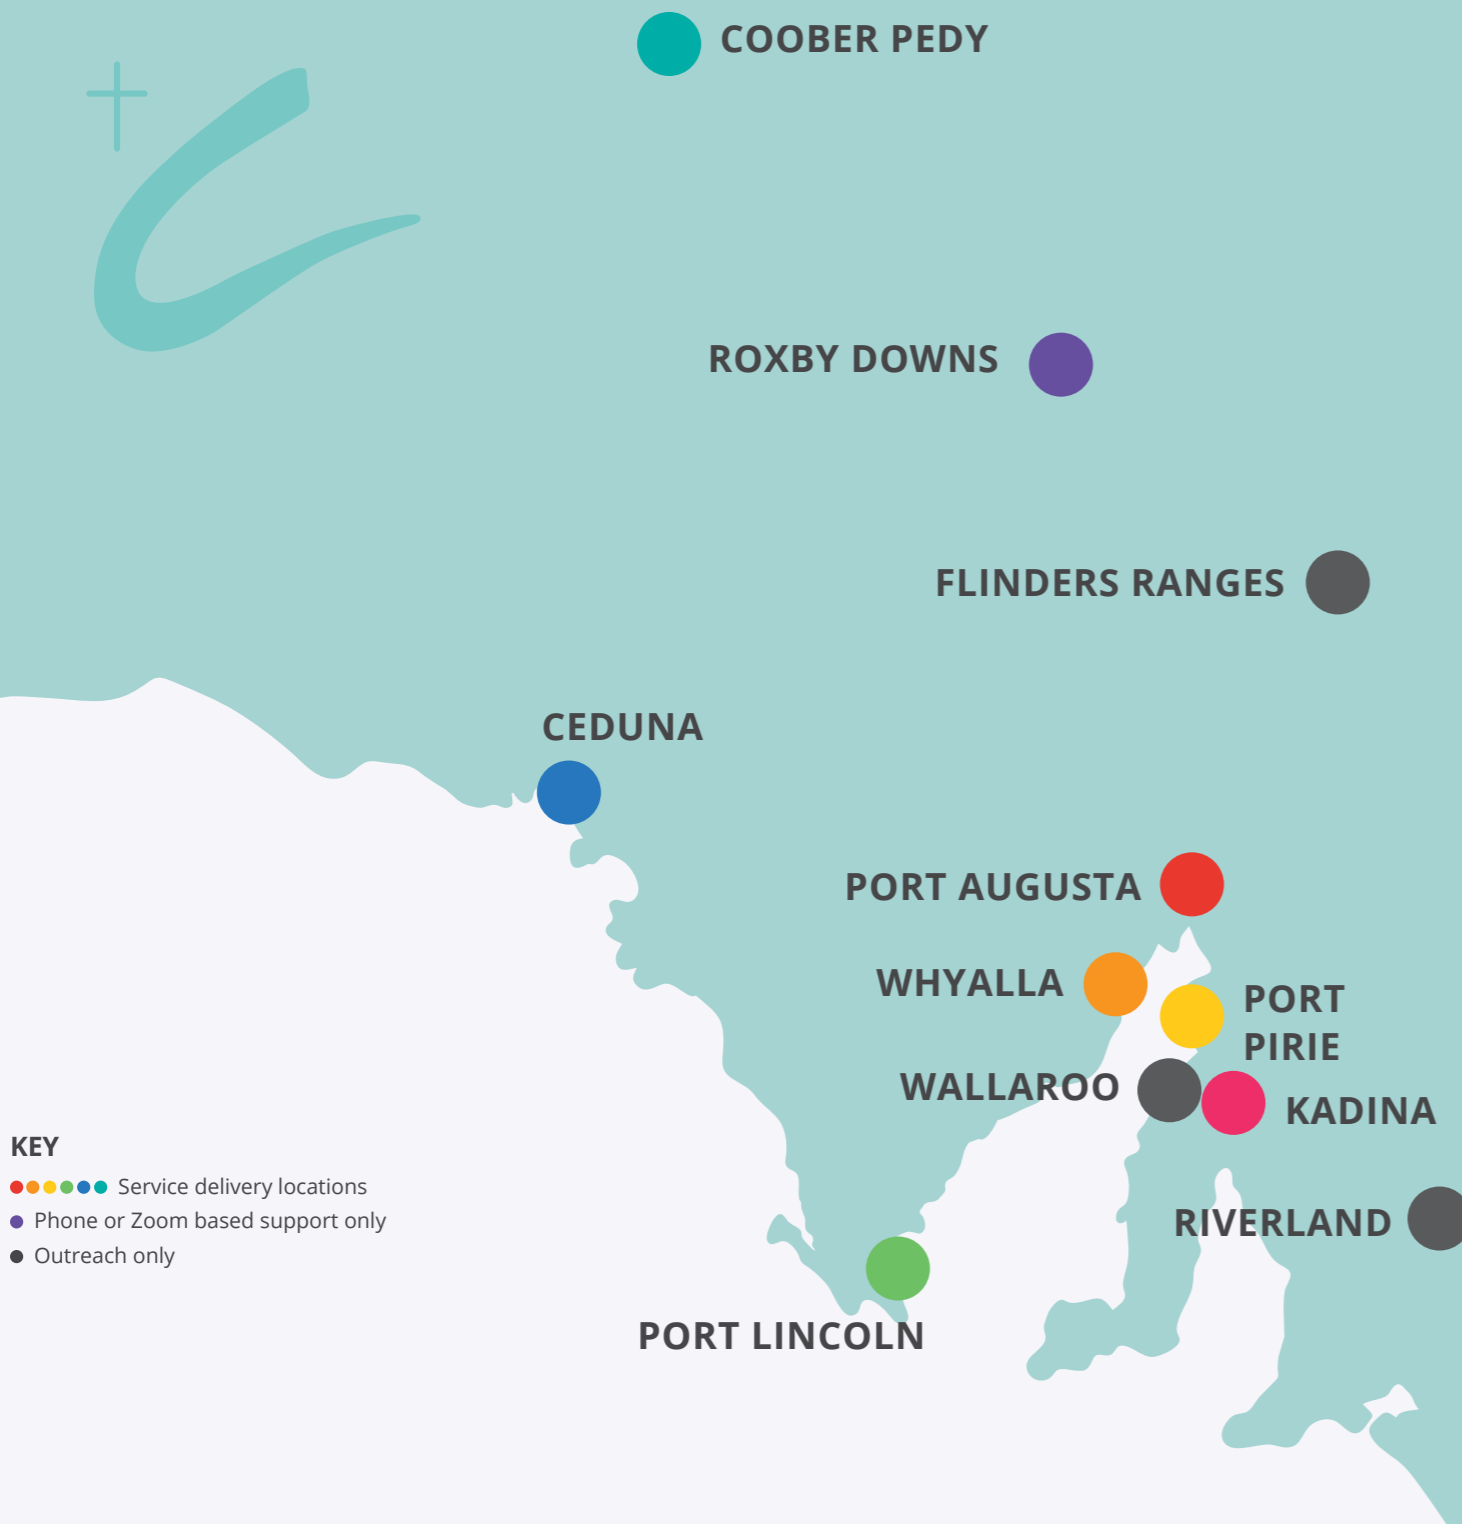 COOBER PEDY
ROXBY DOWNS
FLINDERS RANGES
CEDUNA
PORT AUGUSTA
WHYALLA
PORT
PIRIE
WALLAROO
KADINA
KEY
Service delivery locations
Phone or Zoom based support only
Outreach only
RIVERLAND
PORT LINCOLN